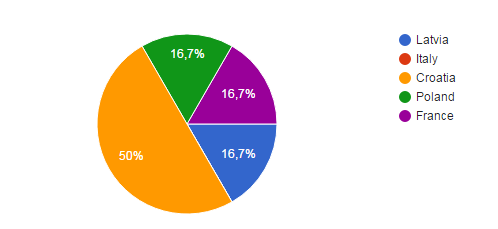 16,7%
16,7%
16,7%
50%
Latvia
Italy
Croatia
Poland
France